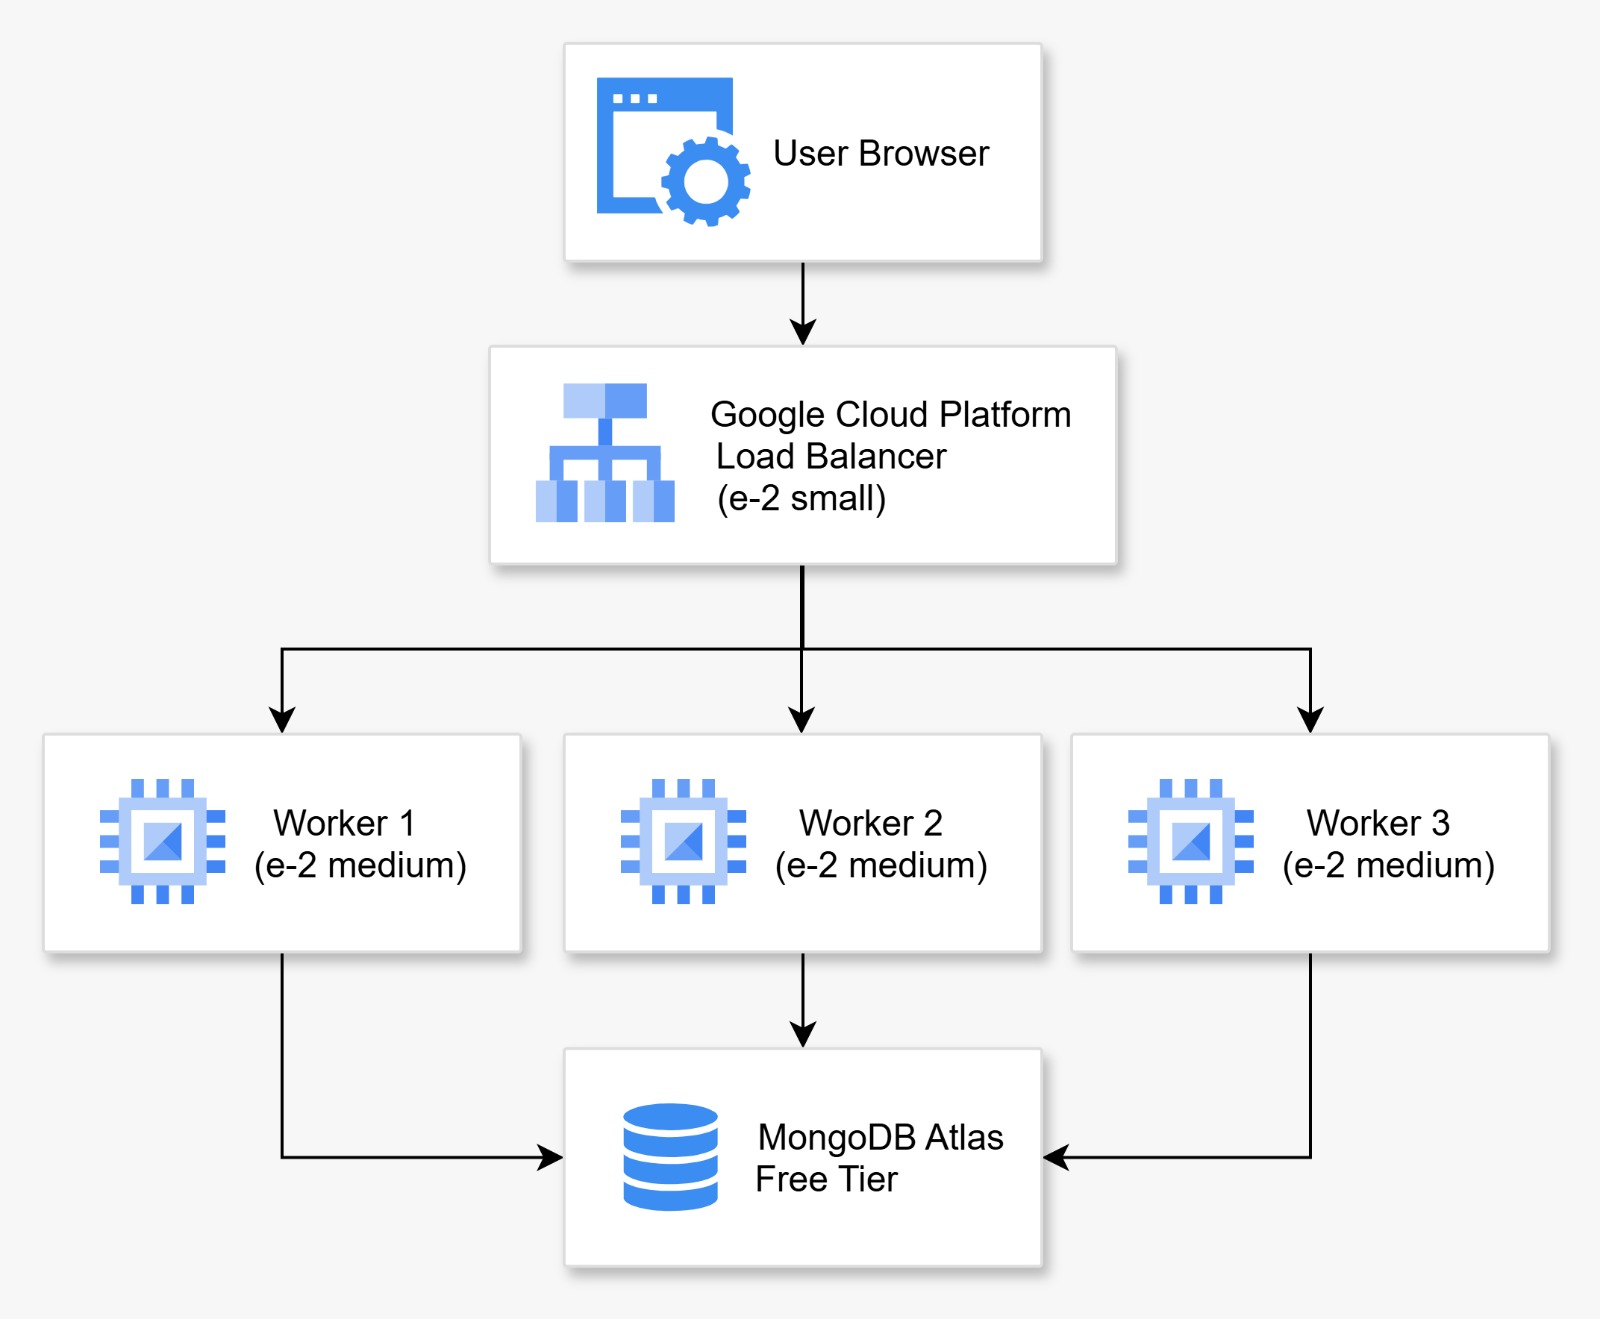 User Browser
Google Cloud Platform
Load Balancer
(e-2 small)
Worker 1
(e-2 medium)
Worker 2
(e-2 medium)
Worker 3
(e-2 medium)
MongoDB Atlas
Free Tier